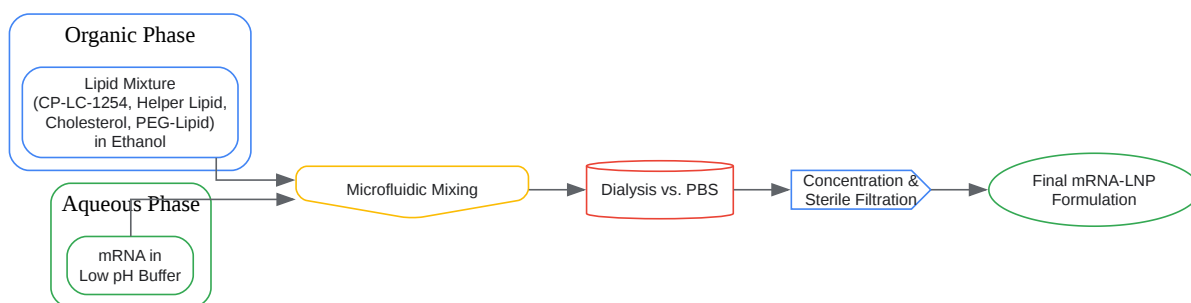 Organic Phase
Lipid Mixture
(CP-LC-1254, Helper Lipid,
Cholesterol, PEG-Lipid)
in Ethanol
Aqueous Phase
mRNA in
Low pH Buffer
Microfluidic Mixing
Dialysis vs. PBS
Concentration &
Sterile Filtration
Final mRNA-LNP
Formulation